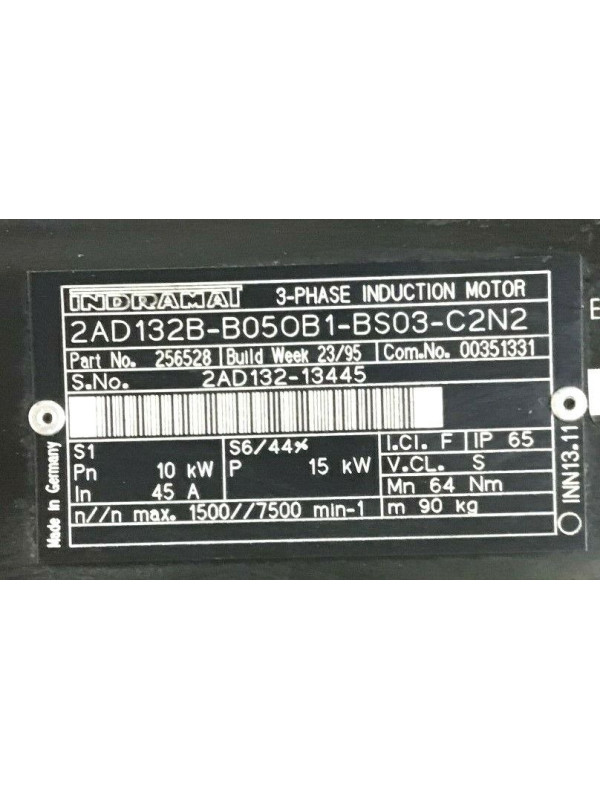 INDRAMAT 3-PHASE INDUCTION MOTOR
2AD132B-B050B1-BS03-C2N2
Part No. 256528 Build Week 23/95 Com.No. 00351331
S.No. 2AD132-13445
S1 S6/44% I.Cl. F IP 65
Pn 10 kW P 15 kW V.CL. S
In 45 A Mn 64 Nm
n//n max. 1500//7500 min-1 m 90 kg
Made in Germany
INN13.11